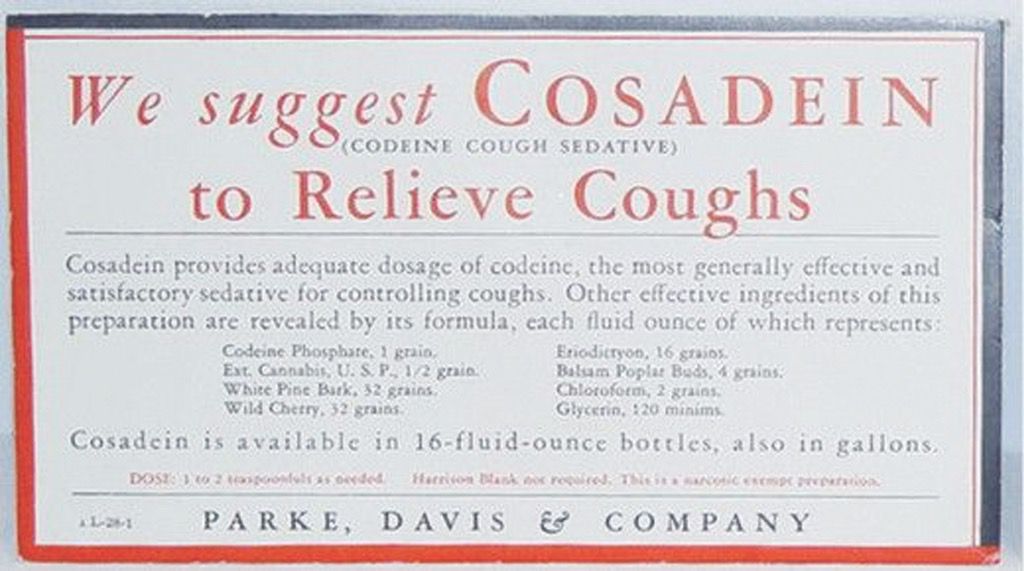 We suggest COSADEIN
(CODEINE COUGH SEDATIVE)
to Relieve Coughs
Cosadein provides adequate dosage of codeine, the most generally effective and
satisfactory sedative for controlling coughs. Other effective ingredients of this
preparation are revealed by its formula, each fluid ounce of which represents:
Codeine Phosphate, 1 grain.
Ext. Cannabis, U. S. P., 1/2 grain.
White Pine Bark, 32 grains.
Wild Cherry, 32 grains.
Eriodictyon, 16 grains.
Balsam Poplar Buds, 4 grains.
Chloroform, 2 grains.
Glycerin, 120 minims.
Cosadein is available in 16-fluid-ounce bottles, also in gallons.
DOSE: 1 to 2 teaspoonfuls as needed. Harrison Blank not required. This is a narcotic exempt preparation.
PARKE, DAVIS & COMPANY